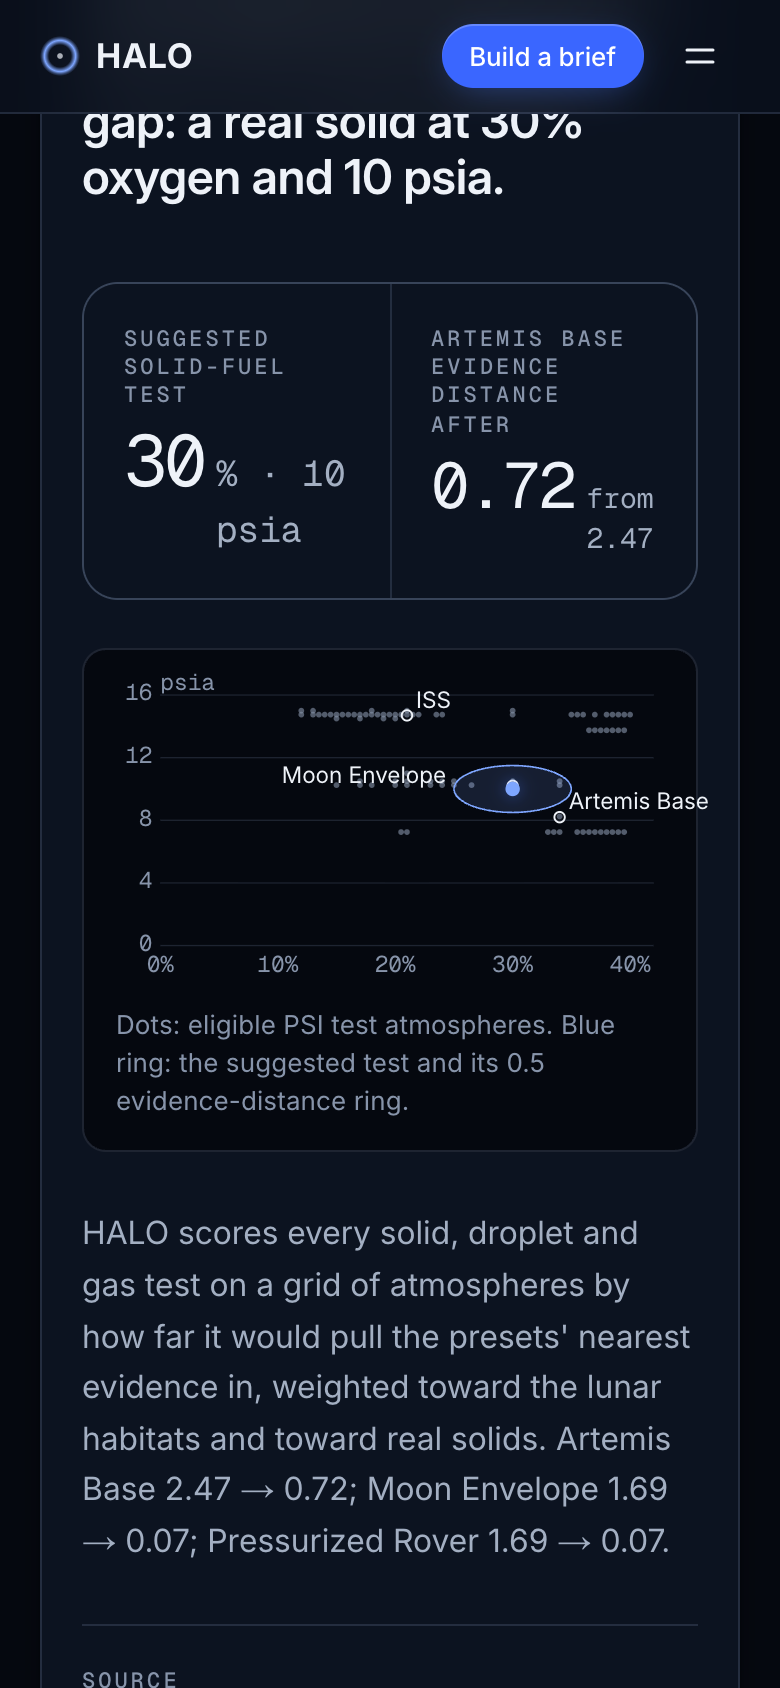 HALO
Build a brief
gap: a real solid at 30%
oxygen and 10 psia.
SUGGESTED
SOLID-FUEL
TEST
30 % · 10
psia
ARTEMIS BASE
EVIDENCE
DISTANCE
AFTER
0.72 from
2.47
16 psia
ISS
12
Moon Envelope
Artemis Base
8
4
0
0% 10% 20% 30% 40%
Dots: eligible PSI test atmospheres. Blue
ring: the suggested test and its 0.5
evidence-distance ring.
HALO scores every solid, droplet and
gas test on a grid of atmospheres by
how far it would pull the presets' nearest
evidence in, weighted toward the lunar
habitats and toward real solids. Artemis
Base 2.47 → 0.72; Moon Envelope 1.69
→ 0.07; Pressurized Rover 1.69 → 0.07.
SOURCE